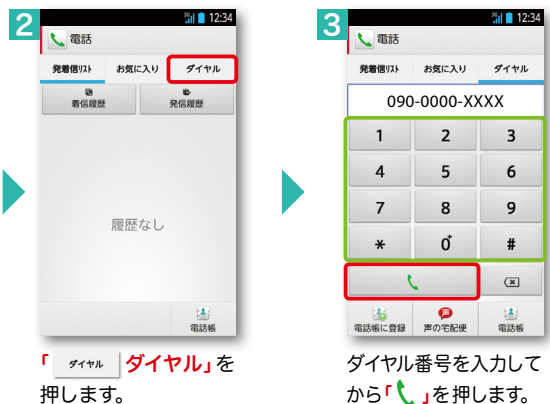 2
12:34
電話
発着信リスト お気に入り ダイヤル
着信履歴 発信履歴
履歴なし
電話帳
「 ダイヤル ダイヤル」を
押します。
3
12:34
電話
発着信リスト お気に入り ダイヤル
090-0000-XXXX
1 2 3
4 5 6
7 8 9
* 0+ #
電話帳に登録 声の宅配便 電話帳
ダイヤル番号を入力して
から「 」を押します。